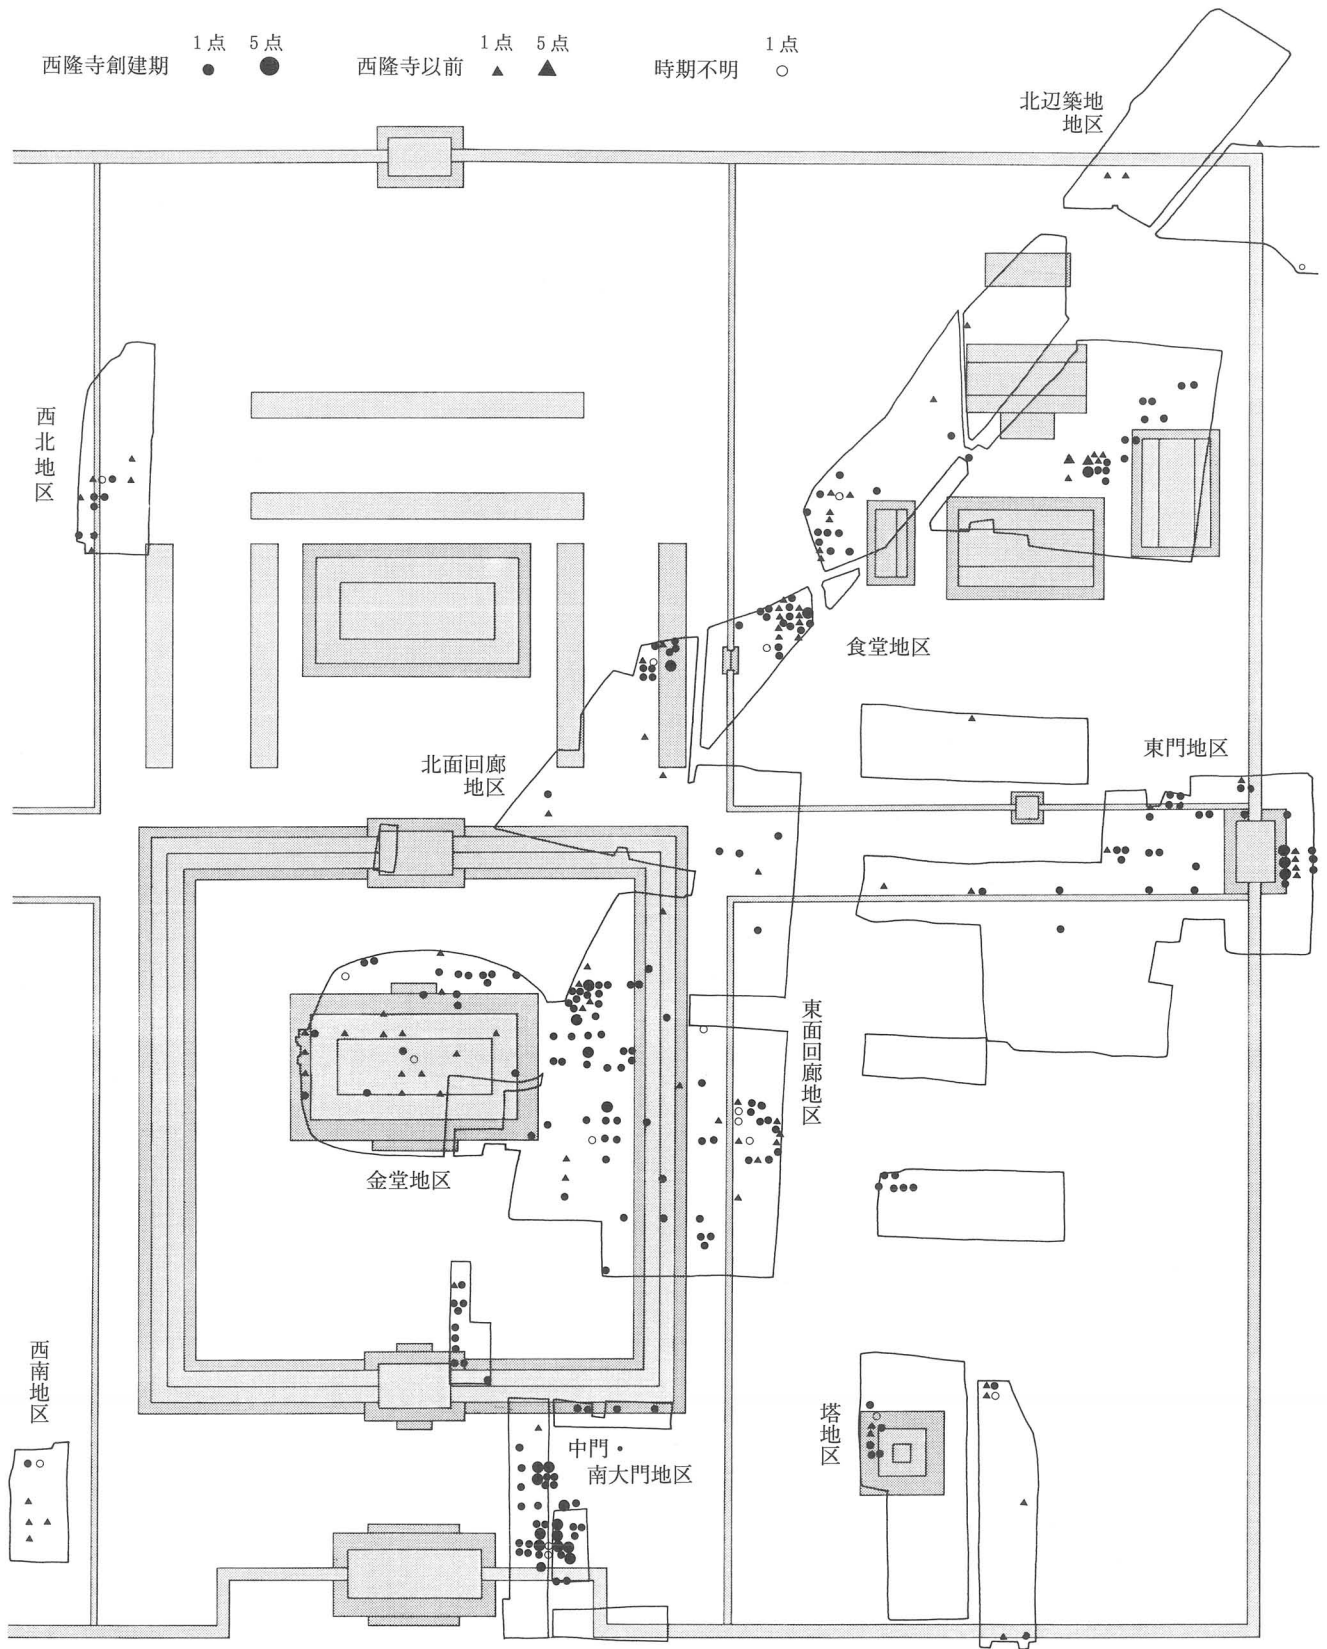 1点 5点 1点 5点 1点
西隆寺創建期 西隆寺以前 時期不明
北辺築地
地区
西北地区
食堂地区
東門地区
北面回廊
地区
東面回廊地区
金堂地区
西南地区
中門・
南大門地区
塔地区